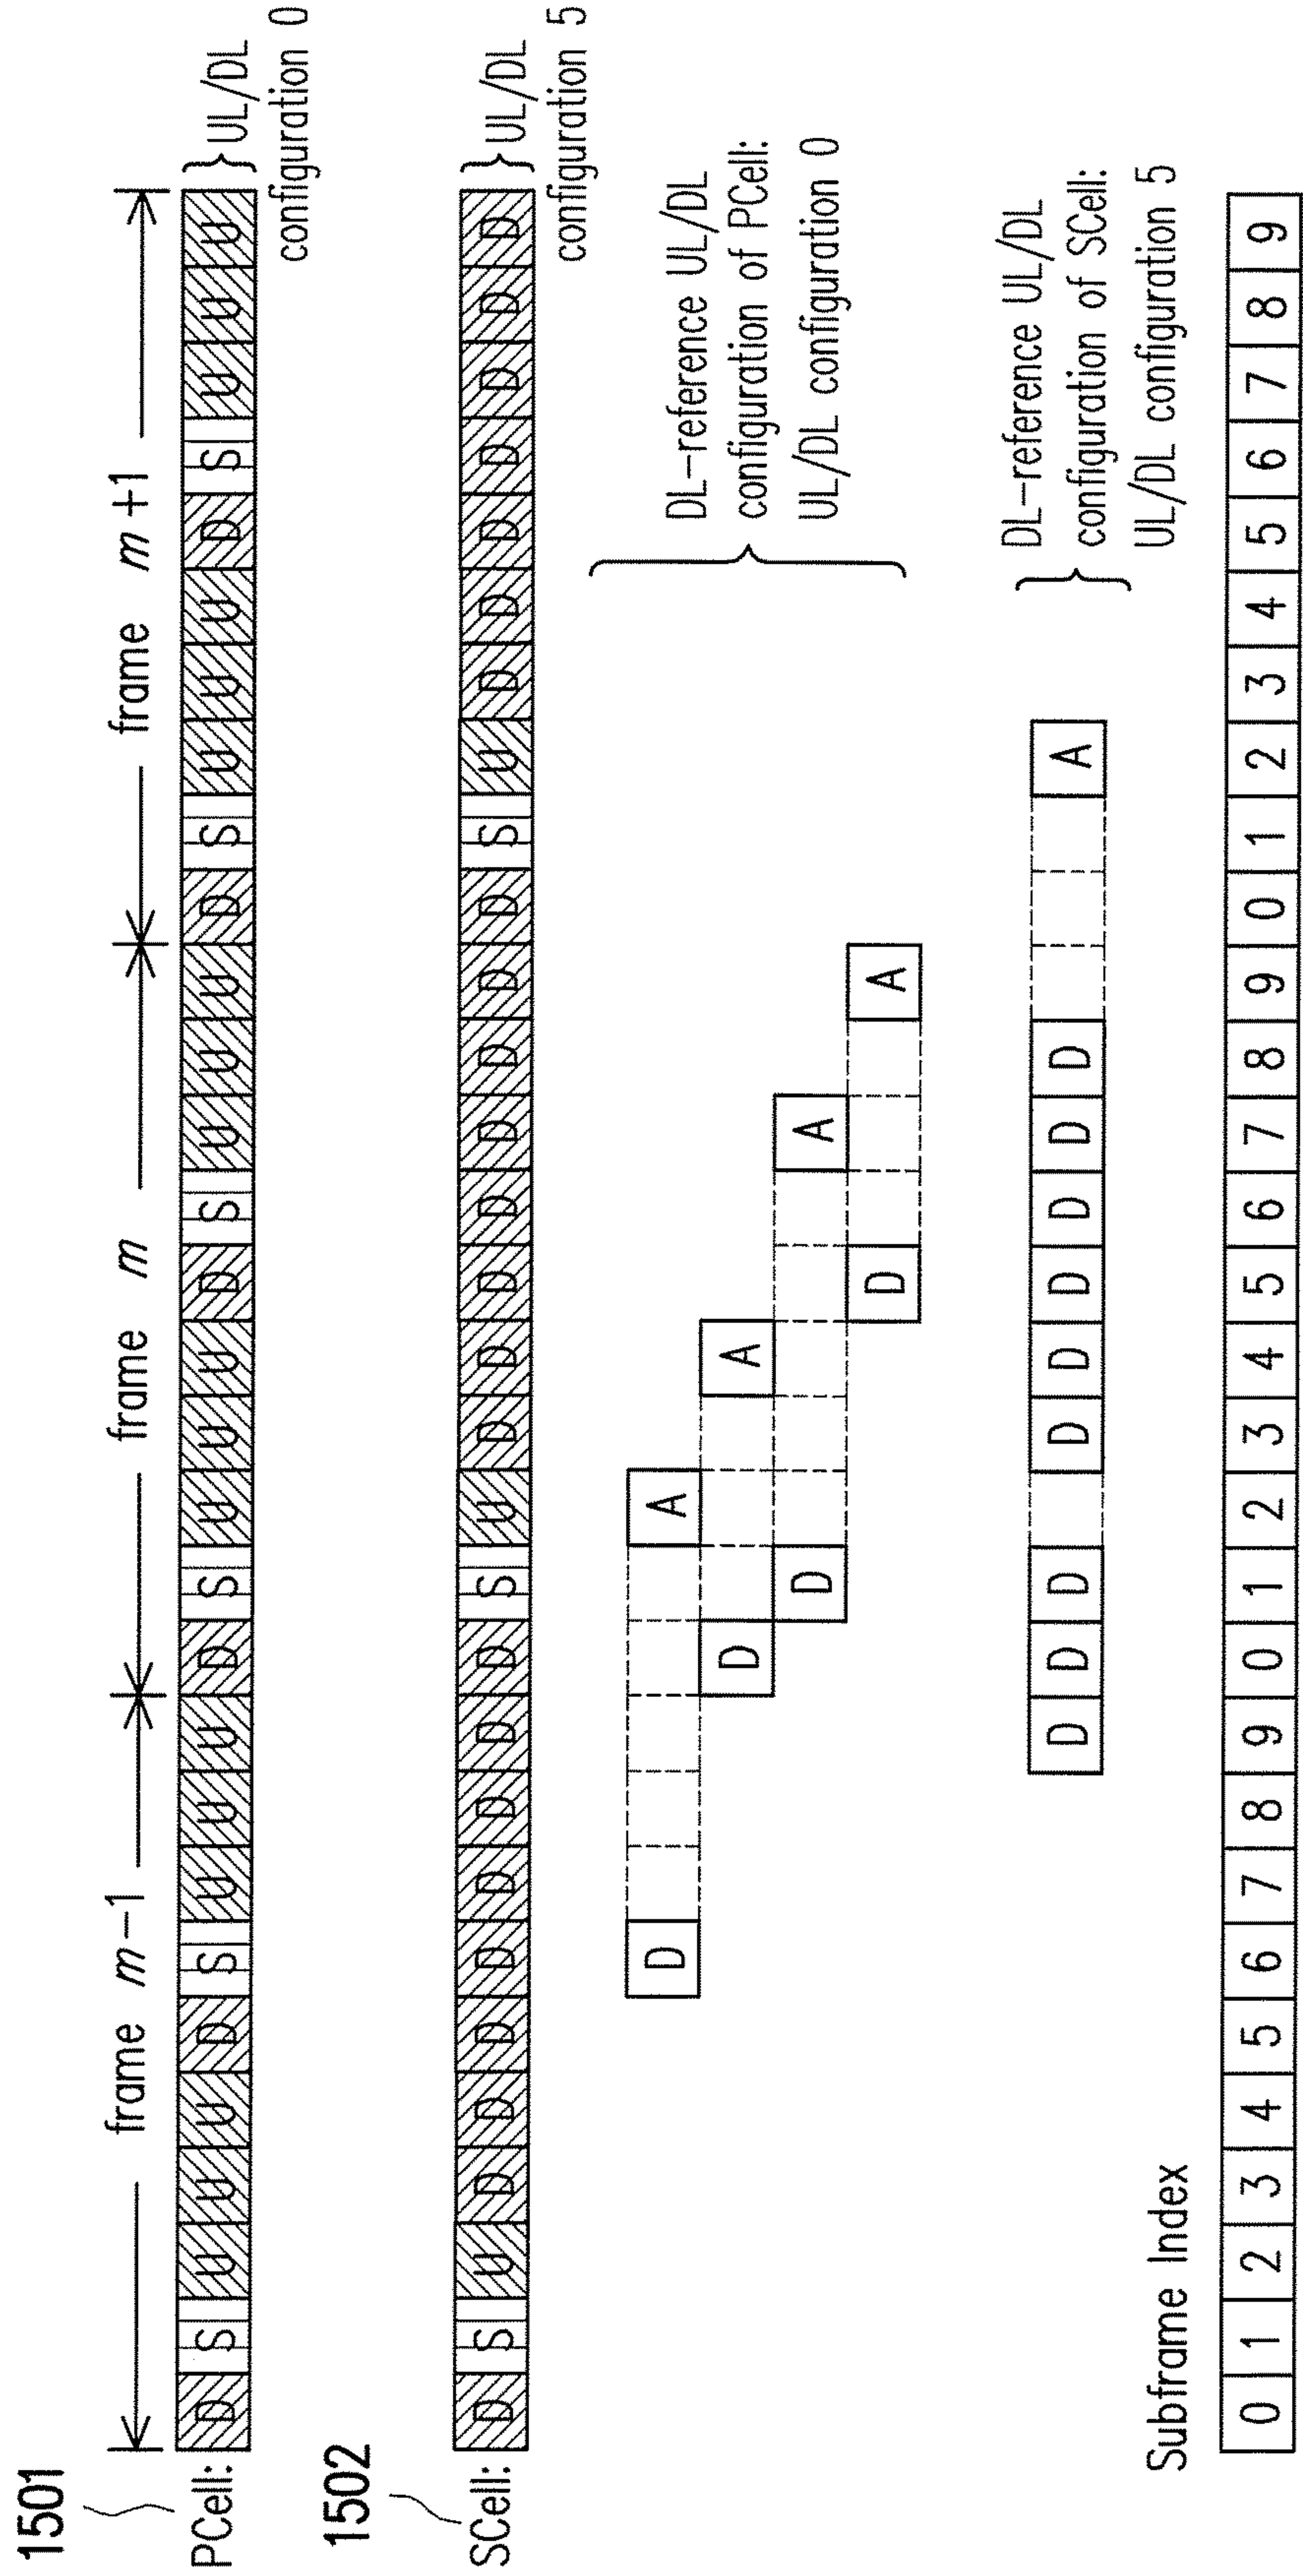 1501
frame m−1
frame m
frame m+1
PCell:
D S U U U D S U U U D S U U U D S U U U D S U U U D S U U U
UL/DL
configuration 0
1502
SCell:
D S U D D D D D D D D S U D D D D D D D D S U D D D D D D D
UL/DL
configuration 5
D A
D A
D A
D A
DL−reference UL/DL
configuration of PCell:
UL/DL configuration 0
D D D D D D D D D A
DL−reference UL/DL
configuration of SCell:
UL/DL configuration 5
Subframe Index
0 1 2 3 4 5 6 7 8 9 0 1 2 3 4 5 6 7 8 9 0 1 2 3 4 5 6 7 8 9